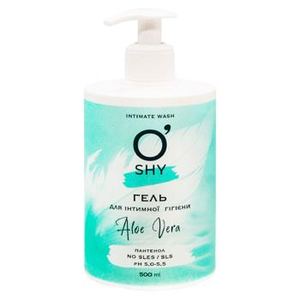 INTIMATE WASH
O'
SHY
ГЕЛЬ
для інтимної гігієни
Aloe Vera
ПАНТЕНОЛ
NO SLES / SLS
pH 5,0-5,5
500 ml